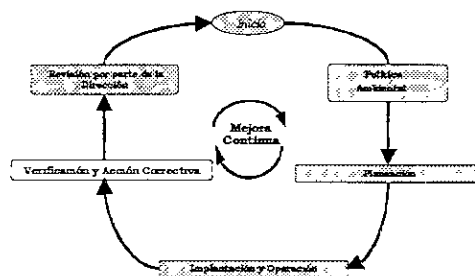 Inicio
Revisión por parte de la
Dirección
Política
Ambiental
Mejora
Continua
Verificación y Acción Correctiva
Planeación
Implantación y Operación